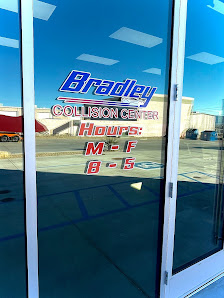 Bradley
COLLISION CENTER
Hours:
M - F
8 - 5